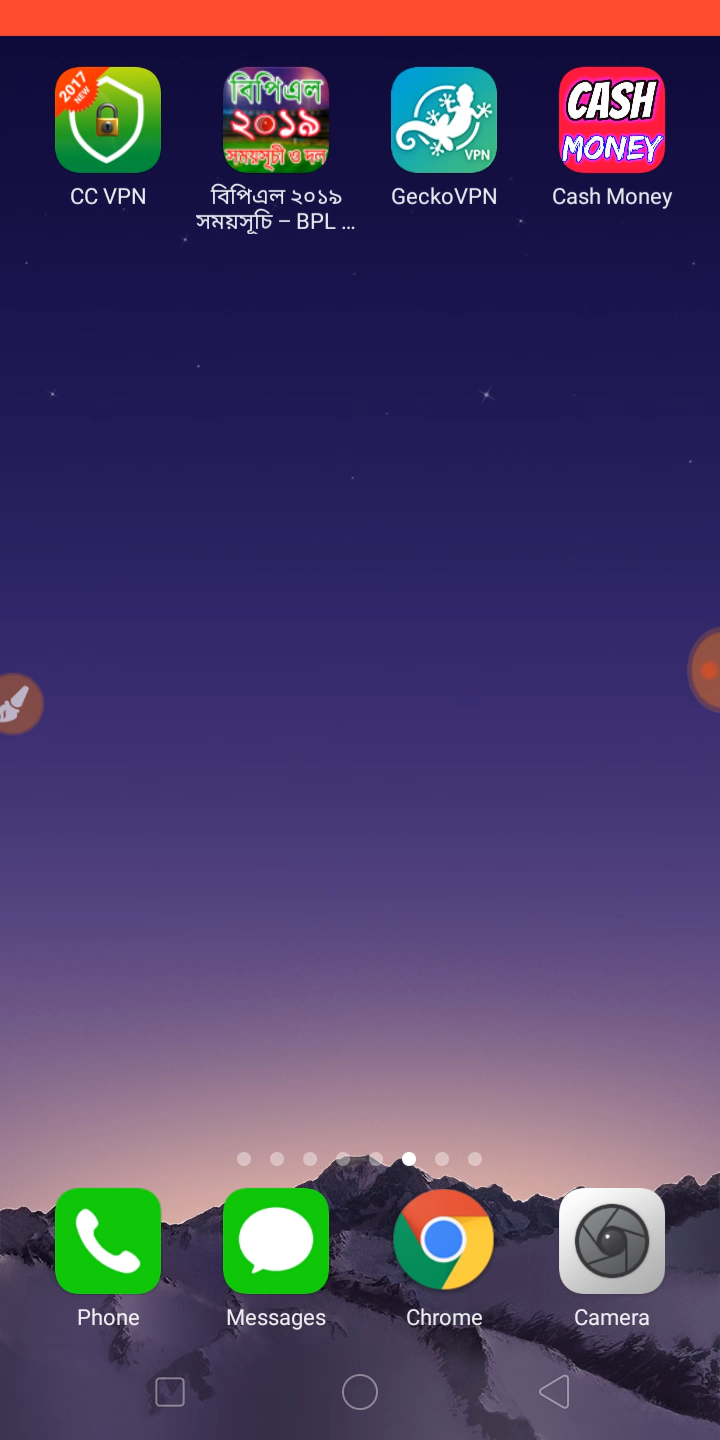 2017
NEW
বিপিএল
২০১৯
সময়সূচী ও দল
VPN
CASH
MONEY
CC VPN
বিপিএল ২০১৯
সময়সূচি – BPL ...
GeckoVPN
Cash Money
Phone
Messages
Chrome
Camera